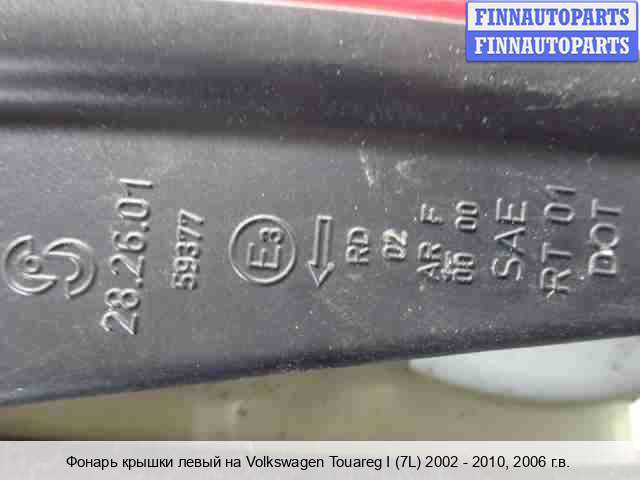 FINNAUTOPARTS
FINNAUTOPARTS
28.26.01
59377
E3
RD
02
AR F
00 00
SAE
RT 01
DOT
Фонарь крышки левый на Volkswagen Touareg I (7L) 2002 - 2010, 2006 г.в.